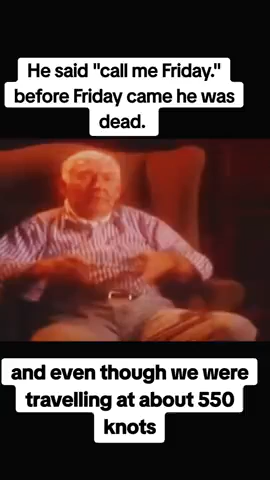 He said "call me Friday."
before Friday came he was
dead.
and even though we were
travelling at about 550
knots